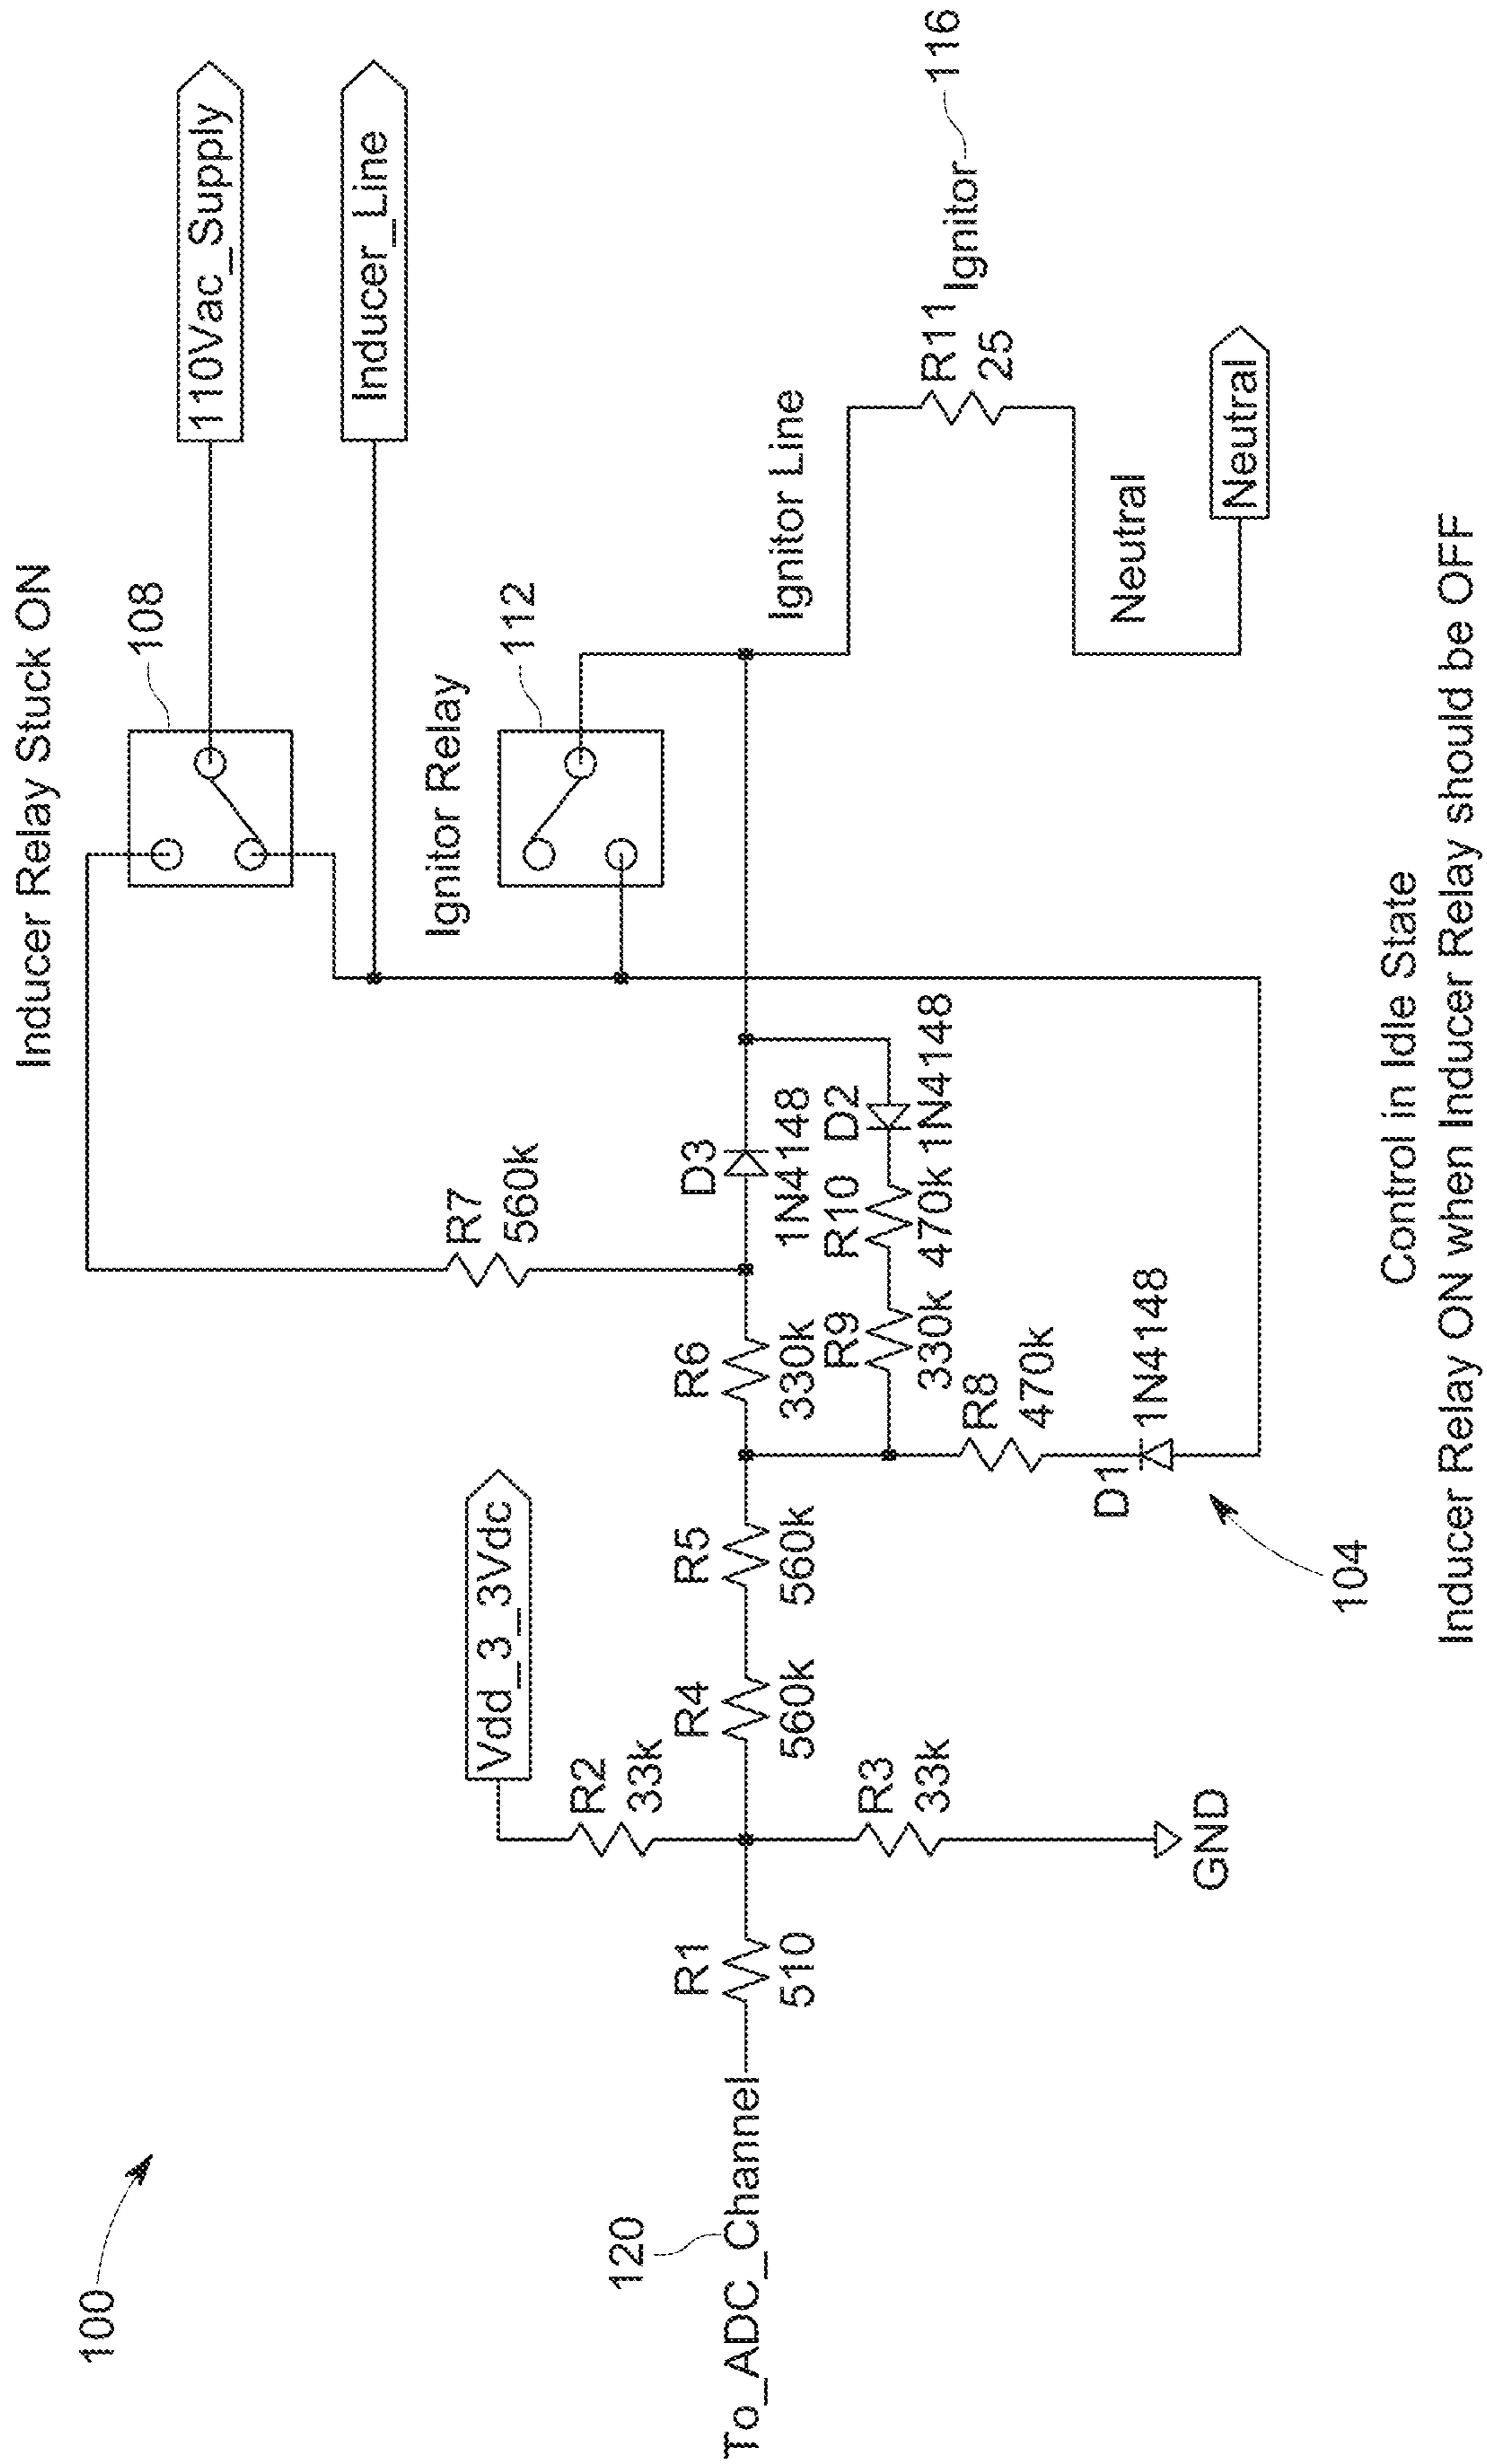 Inducer Relay Stuck ON
108
110Vac_Supply
Inducer_Line
Ignitor Relay
112
Ignitor Line
R11
25
Ignitor
116
Neutral
Neutral
R7
560k
D3
1N4148
D2
1N4148
R10
470k
R9
330k
R6
330k
R8
470k
D1
1N4148
104
Vdd_3_3Vdc
R5
560k
R4
560k
R2
33k
R3
33k
GND
R1
510
To_ADC_Channel
120
100
Control in Idle State
Inducer Relay ON when Inducer Relay should be OFF